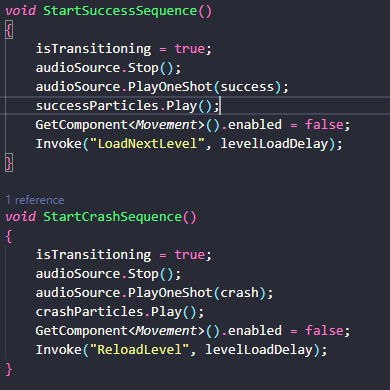 void StartSuccessSequence()
{
    isTransitioning = true;
    audioSource.Stop();
    audioSource.PlayOneShot(success);
    successParticles.Play();
    GetComponent<Movement>().enabled = false;
    Invoke("LoadNextLevel", levelLoadDelay);
}
1 reference
void StartCrashSequence()
{
    isTransitioning = true;
    audioSource.Stop();
    audioSource.PlayOneShot(crash);
    crashParticles.Play();
    GetComponent<Movement>().enabled = false;
    Invoke("ReloadLevel", levelLoadDelay);
}